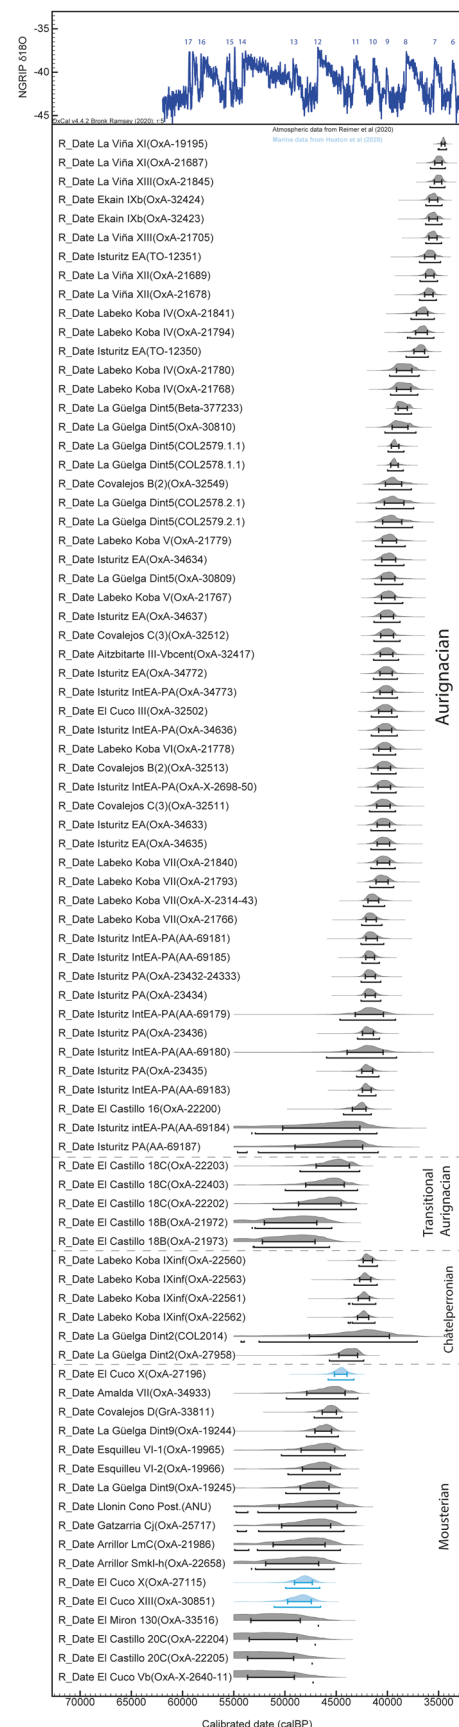 -35
-40
-45
NGRIP δ18O
17 16 15 14 13 12 11 10 9 8 7 6
OxCal v4.4.2 Bronk Ramsey (2020); r:5
Atmospheric data from Reimer et al (2020)
Marine data from Heaton et al (2020)
R_Date La Viña XI(OxA-19195)
R_Date La Viña XI(OxA-21687)
R_Date La Viña XIII(OxA-21845)
R_Date Ekain IXb(OxA-32424)
R_Date Ekain IXb(OxA-32423)
R_Date La Viña XIII(OxA-21705)
R_Date Isturitz EA(TO-12351)
R_Date La Viña XII(OxA-21689)
R_Date La Viña XII(OxA-21678)
R_Date Labeko Koba IV(OxA-21841)
R_Date Labeko Koba IV(OxA-21794)
R_Date Isturitz EA(TO-12350)
R_Date Labeko Koba IV(OxA-21780)
R_Date Labeko Koba IV(OxA-21768)
R_Date La Güelga Dint5(Beta-377233)
R_Date La Güelga Dint5(OxA-30810)
R_Date La Güelga Dint5(COL2579.1.1)
R_Date La Güelga Dint5(COL2578.1.1)
R_Date Covalejos B(2)(OxA-32549)
R_Date La Güelga Dint5(COL2578.2.1)
R_Date La Güelga Dint5(COL2579.2.1)
R_Date Labeko Koba V(OxA-21779)
R_Date Isturitz EA(OxA-34634)
R_Date La Güelga Dint5(OxA-30809)
R_Date Labeko Koba V(OxA-21767)
R_Date Isturitz EA(OxA-34637)
R_Date Covalejos C(3)(OxA-32512)
R_Date Aitzbitarte III-Vbcent(OxA-32417)
R_Date Isturitz EA(OxA-34772)
R_Date Isturitz IntEA-PA(OxA-34773)
R_Date El Cuco III(OxA-32502)
R_Date Isturitz IntEA-PA(OxA-34636)
R_Date Labeko Koba VI(OxA-21778)
R_Date Covalejos B(2)(OxA-32513)
R_Date Isturitz IntEA-PA(OxA-X-2698-50)
R_Date Covalejos C(3)(OxA-32511)
R_Date Isturitz EA(OxA-34633)
R_Date Isturitz EA(OxA-34635)
R_Date Labeko Koba VII(OxA-21840)
R_Date Labeko Koba VII(OxA-21793)
R_Date Labeko Koba VII(OxA-X-2314-43)
R_Date Labeko Koba VII(OxA-21766)
R_Date Isturitz IntEA-PA(AA-69181)
R_Date Isturitz IntEA-PA(AA-69185)
R_Date Isturitz PA(OxA-23432-24333)
R_Date Isturitz PA(OxA-23434)
R_Date Isturitz IntEA-PA(AA-69179)
R_Date Isturitz PA(OxA-23436)
R_Date Isturitz IntEA-PA(AA-69180)
R_Date Isturitz PA(OxA-23435)
R_Date Isturitz IntEA-PA(AA-69183)
R_Date El Castillo 16(OxA-22200)
R_Date Isturitz intEA-PA(AA-69184)
R_Date Isturitz PA(AA-69187)
Aurignacian
R_Date El Castillo 18C(OxA-22203)
R_Date El Castillo 18C(OxA-22403)
R_Date El Castillo 18C(OxA-22202)
R_Date El Castillo 18B(OxA-21972)
R_Date El Castillo 18B(OxA-21973)
Transitional
Aurignacian
R_Date Labeko Koba IXinf(OxA-22560)
R_Date Labeko Koba IXinf(OxA-22563)
R_Date Labeko Koba IXinf(OxA-22561)
R_Date Labeko Koba IXinf(OxA-22562)
R_Date La Güelga Dint2(COL2014)
R_Date La Güelga Dint2(OxA-27958)
Châtelperronian
R_Date El Cuco X(OxA-27196)
R_Date Amalda VII(OxA-34933)
R_Date Covalejos D(GrA-33811)
R_Date La Güelga Dint9(OxA-19244)
R_Date Esquilleu VI-1(OxA-19965)
R_Date Esquilleu VI-2(OxA-19966)
R_Date La Güelga Dint9(OxA-19245)
R_Date Llonin Cono Post.(ANU)
R_Date Gatzarria Cj(OxA-25717)
R_Date Arrillor LmC(OxA-21986)
R_Date Arrillor Smkl-h(OxA-22658)
R_Date El Cuco X(OxA-27115)
R_Date El Cuco XIII(OxA-30851)
R_Date El Miron 130(OxA-33516)
R_Date El Castillo 20C(OxA-22204)
R_Date El Castillo 20C(OxA-22205)
R_Date El Cuco Vb(OxA-X-2640-11)
Mousterian
70000 65000 60000 55000 50000 45000 40000 35000
Calibrated date (calBP)